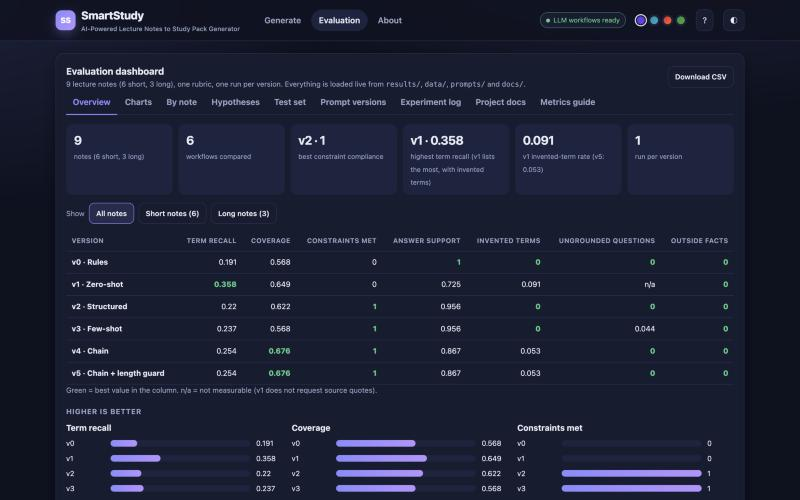 SS
SmartStudy
AI-Powered Lecture Notes to Study Pack Generator
Generate
Evaluation
About
LLM workflows ready
?
Evaluation dashboard
9 lecture notes (6 short, 3 long), one rubric, one run per version. Everything is loaded live from results/, data/, prompts/ and docs/.
Download CSV
Overview
Charts
By note
Hypotheses
Test set
Prompt versions
Experiment log
Project docs
Metrics guide
9
notes (6 short, 3 long)
6
workflows compared
v2 · 1
best constraint compliance
v1 · 0.358
highest term recall (v1 lists
the most, with invented
terms)
0.091
v1 invented-term rate (v5:
0.053)
1
run per version
Show
All notes
Short notes (6)
Long notes (3)
VERSION TERM RECALL COVERAGE CONSTRAINTS MET ANSWER SUPPORT INVENTED TERMS UNGROUNDED QUESTIONS OUTSIDE FACTS
v0 · Rules 0.191 0.568 0 1 0 0 0
v1 · Zero-shot 0.358 0.649 0 0.725 0.091 n/a 0
v2 · Structured 0.22 0.622 1 0.956 0 0 0
v3 · Few-shot 0.237 0.568 1 0.956 0 0.044 0
v4 · Chain 0.254 0.676 1 0.867 0.053 0 0
v5 · Chain + length guard 0.254 0.676 1 0.867 0.053 0 0
Green = best value in the column. n/a = not measurable (v1 does not request source quotes).
HIGHER IS BETTER
Term recall
v0 0.191
v1 0.358
v2 0.22
v3 0.237
Coverage
v0 0.568
v1 0.649
v2 0.622
v3 0.568
Constraints met
v0 0
v1 0
v2 1
v3 1